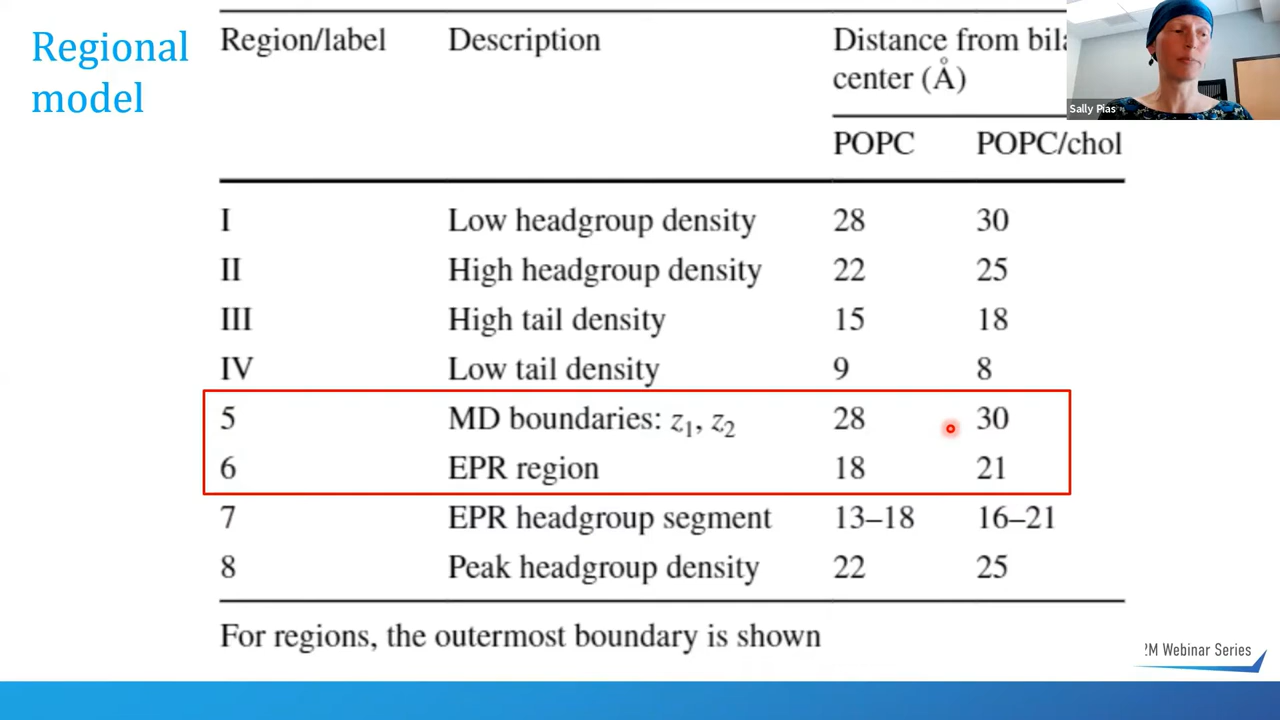 Regional
model
Region/label Description Distance from bila
center (Å)
POPC POPC/chol
I Low headgroup density 28 30
II High headgroup density 22 25
III High tail density 15 18
IV Low tail density 9 8
5 MD boundaries: z₁, z₂ 28 30
6 EPR region 18 21
7 EPR headgroup segment 13–18 16–21
8 Peak headgroup density 22 25
For regions, the outermost boundary is shown
Sally Pias
M Webinar Series